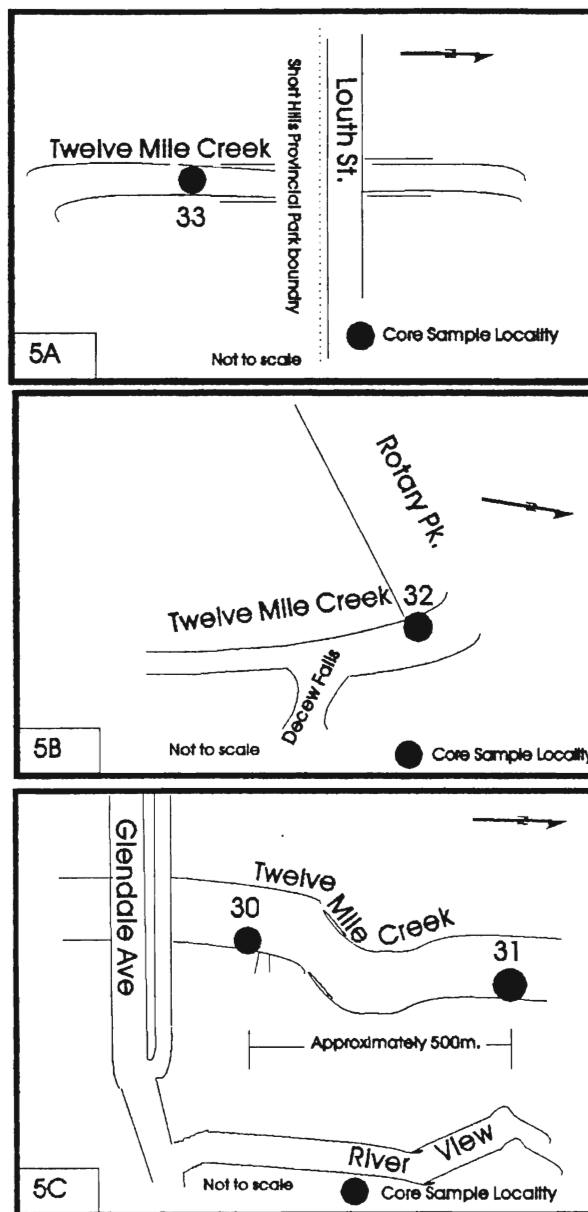 Short Hills Provincial Park boundry
Louth St.
N
Twelve Mile Creek
33
Core Sample Locality
5A
Not to scale
Rotary Pk.
N
32
Twelve Mile Creek
Decew Falls
5B
Not to scale
Core Sample Locality
Glendale Ave
N
Twelve Mile Creek
30
31
Approximately 500m.
River View
5C
Not to scale
Core Sample Locality